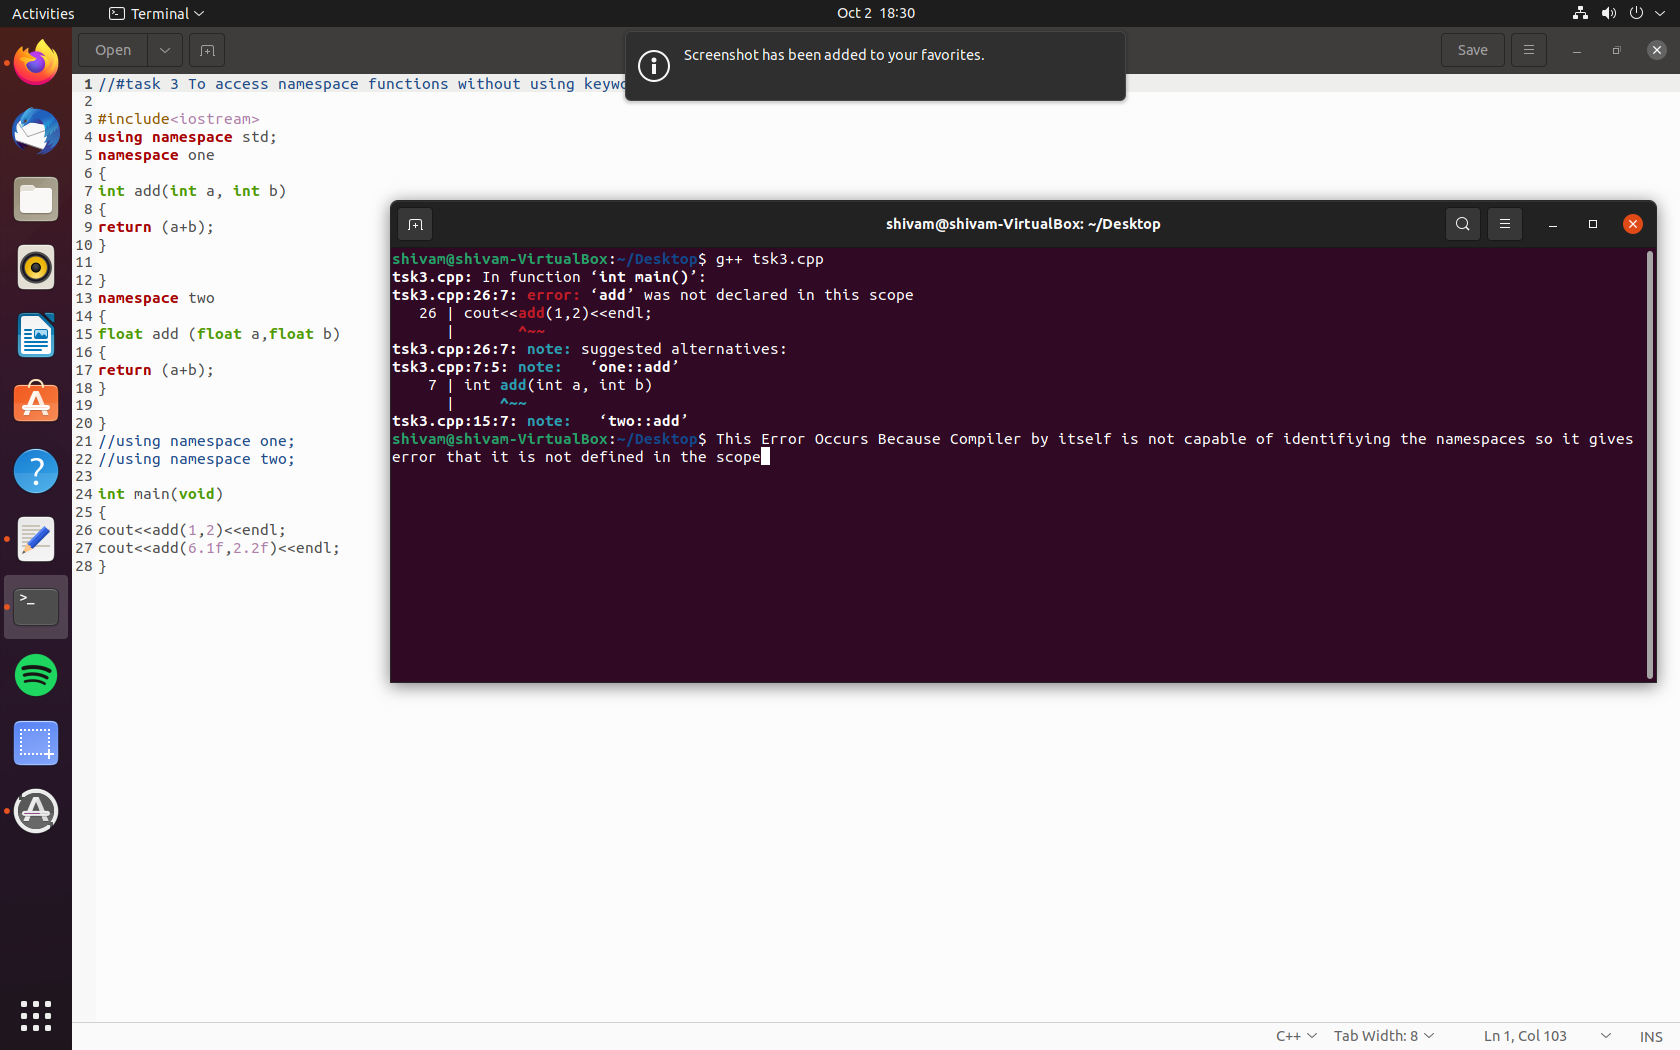 Activities
Terminal
Oct 2 18:30
Open
Screenshot has been added to your favorites.
Save
1 //#task 3 To access namespace functions without using keywo
2
3 #include<iostream>
4 using namespace std;
5 namespace one
6 {
7 int add(int a, int b)
8 {
9 return (a+b);
10 }
11
12 }
13 namespace two
14 {
15 float add (float a,float b)
16 {
17 return (a+b);
18 }
19
20 }
21 //using namespace one;
22 //using namespace two;
23
24 int main(void)
25 {
26 cout<<add(1,2)<<endl;
27 cout<<add(6.1f,2.2f)<<endl;
28 }
shivam@shivam-VirtualBox: ~/Desktop
shivam@shivam-VirtualBox:~/Desktop$ g++ tsk3.cpp
tsk3.cpp: In function ‘int main()’:
tsk3.cpp:26:7: error: ‘add’ was not declared in this scope
26 | cout<<add(1,2)<<endl;
| ^~~
tsk3.cpp:26:7: note: suggested alternatives:
tsk3.cpp:7:5: note: ‘one::add’
7 | int add(int a, int b)
| ^~~
tsk3.cpp:15:7: note: ‘two::add’
shivam@shivam-VirtualBox:~/Desktop$ This Error Occurs Because Compiler by itself is not capable of identifiying the namespaces so it gives
error that it is not defined in the scope
C++
Tab Width: 8
Ln 1, Col 103
INS